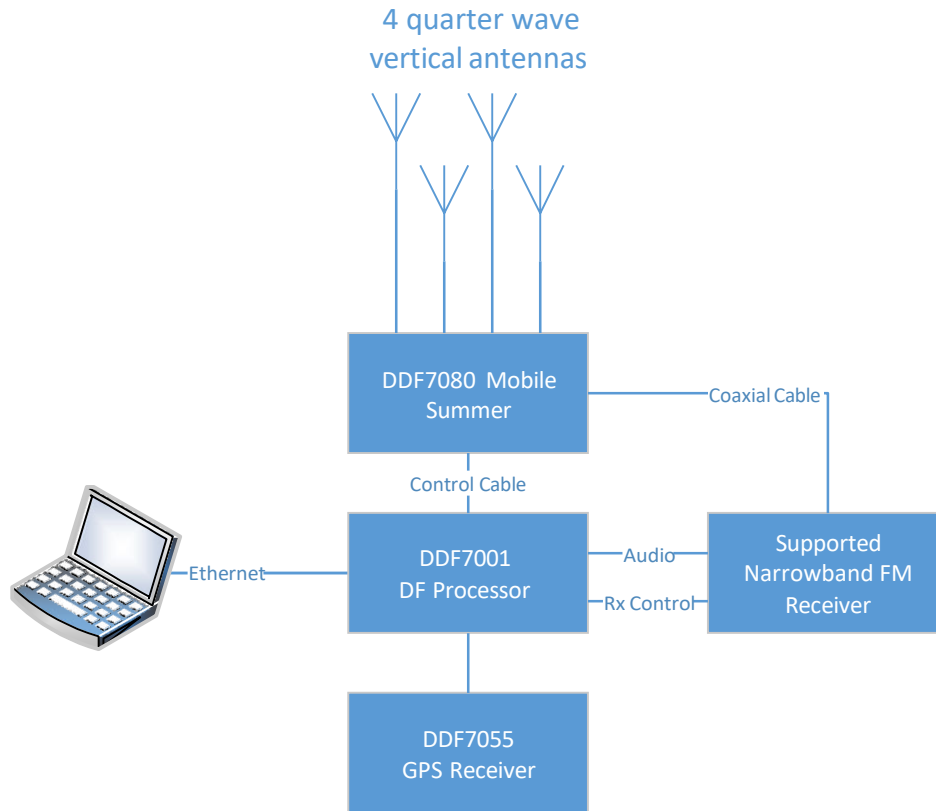 4 quarter wave
vertical antennas
DDF7080 Mobile
Summer
Coaxial Cable
Control Cable
Ethernet
DDF7001
DF Processor
Audio
Rx Control
Supported
Narrowband FM
Receiver
DDF7055
GPS Receiver